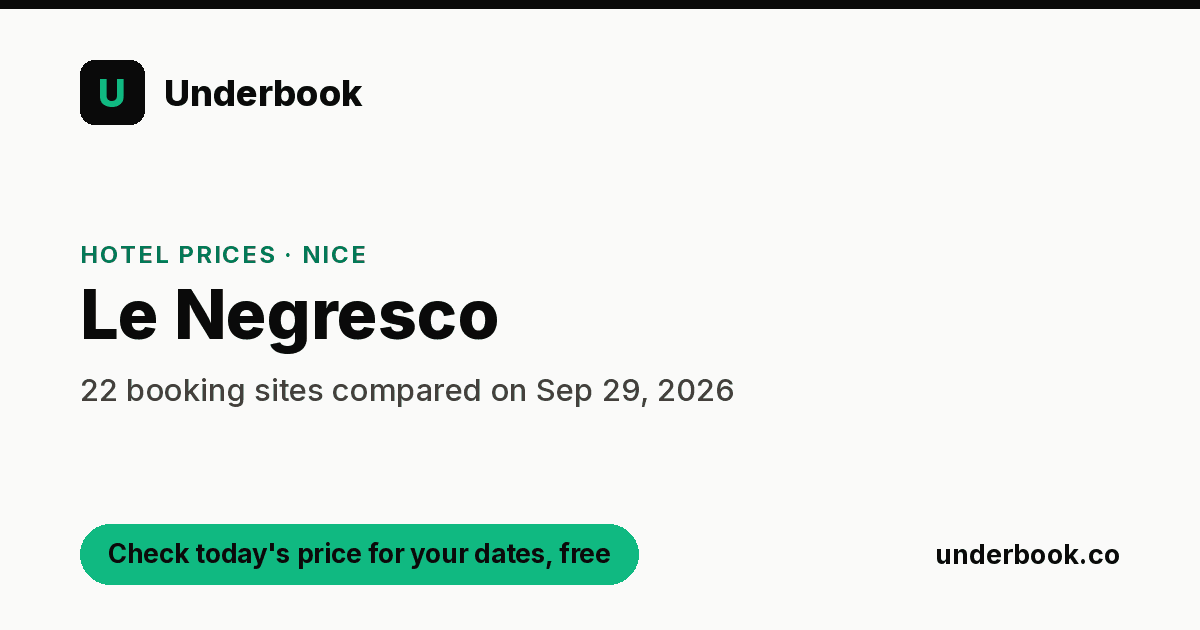 U Underbook
HOTEL PRICES · NICE
Le Negresco
22 booking sites compared on Sep 29, 2026
Check today's price for your dates, free
underbook.co